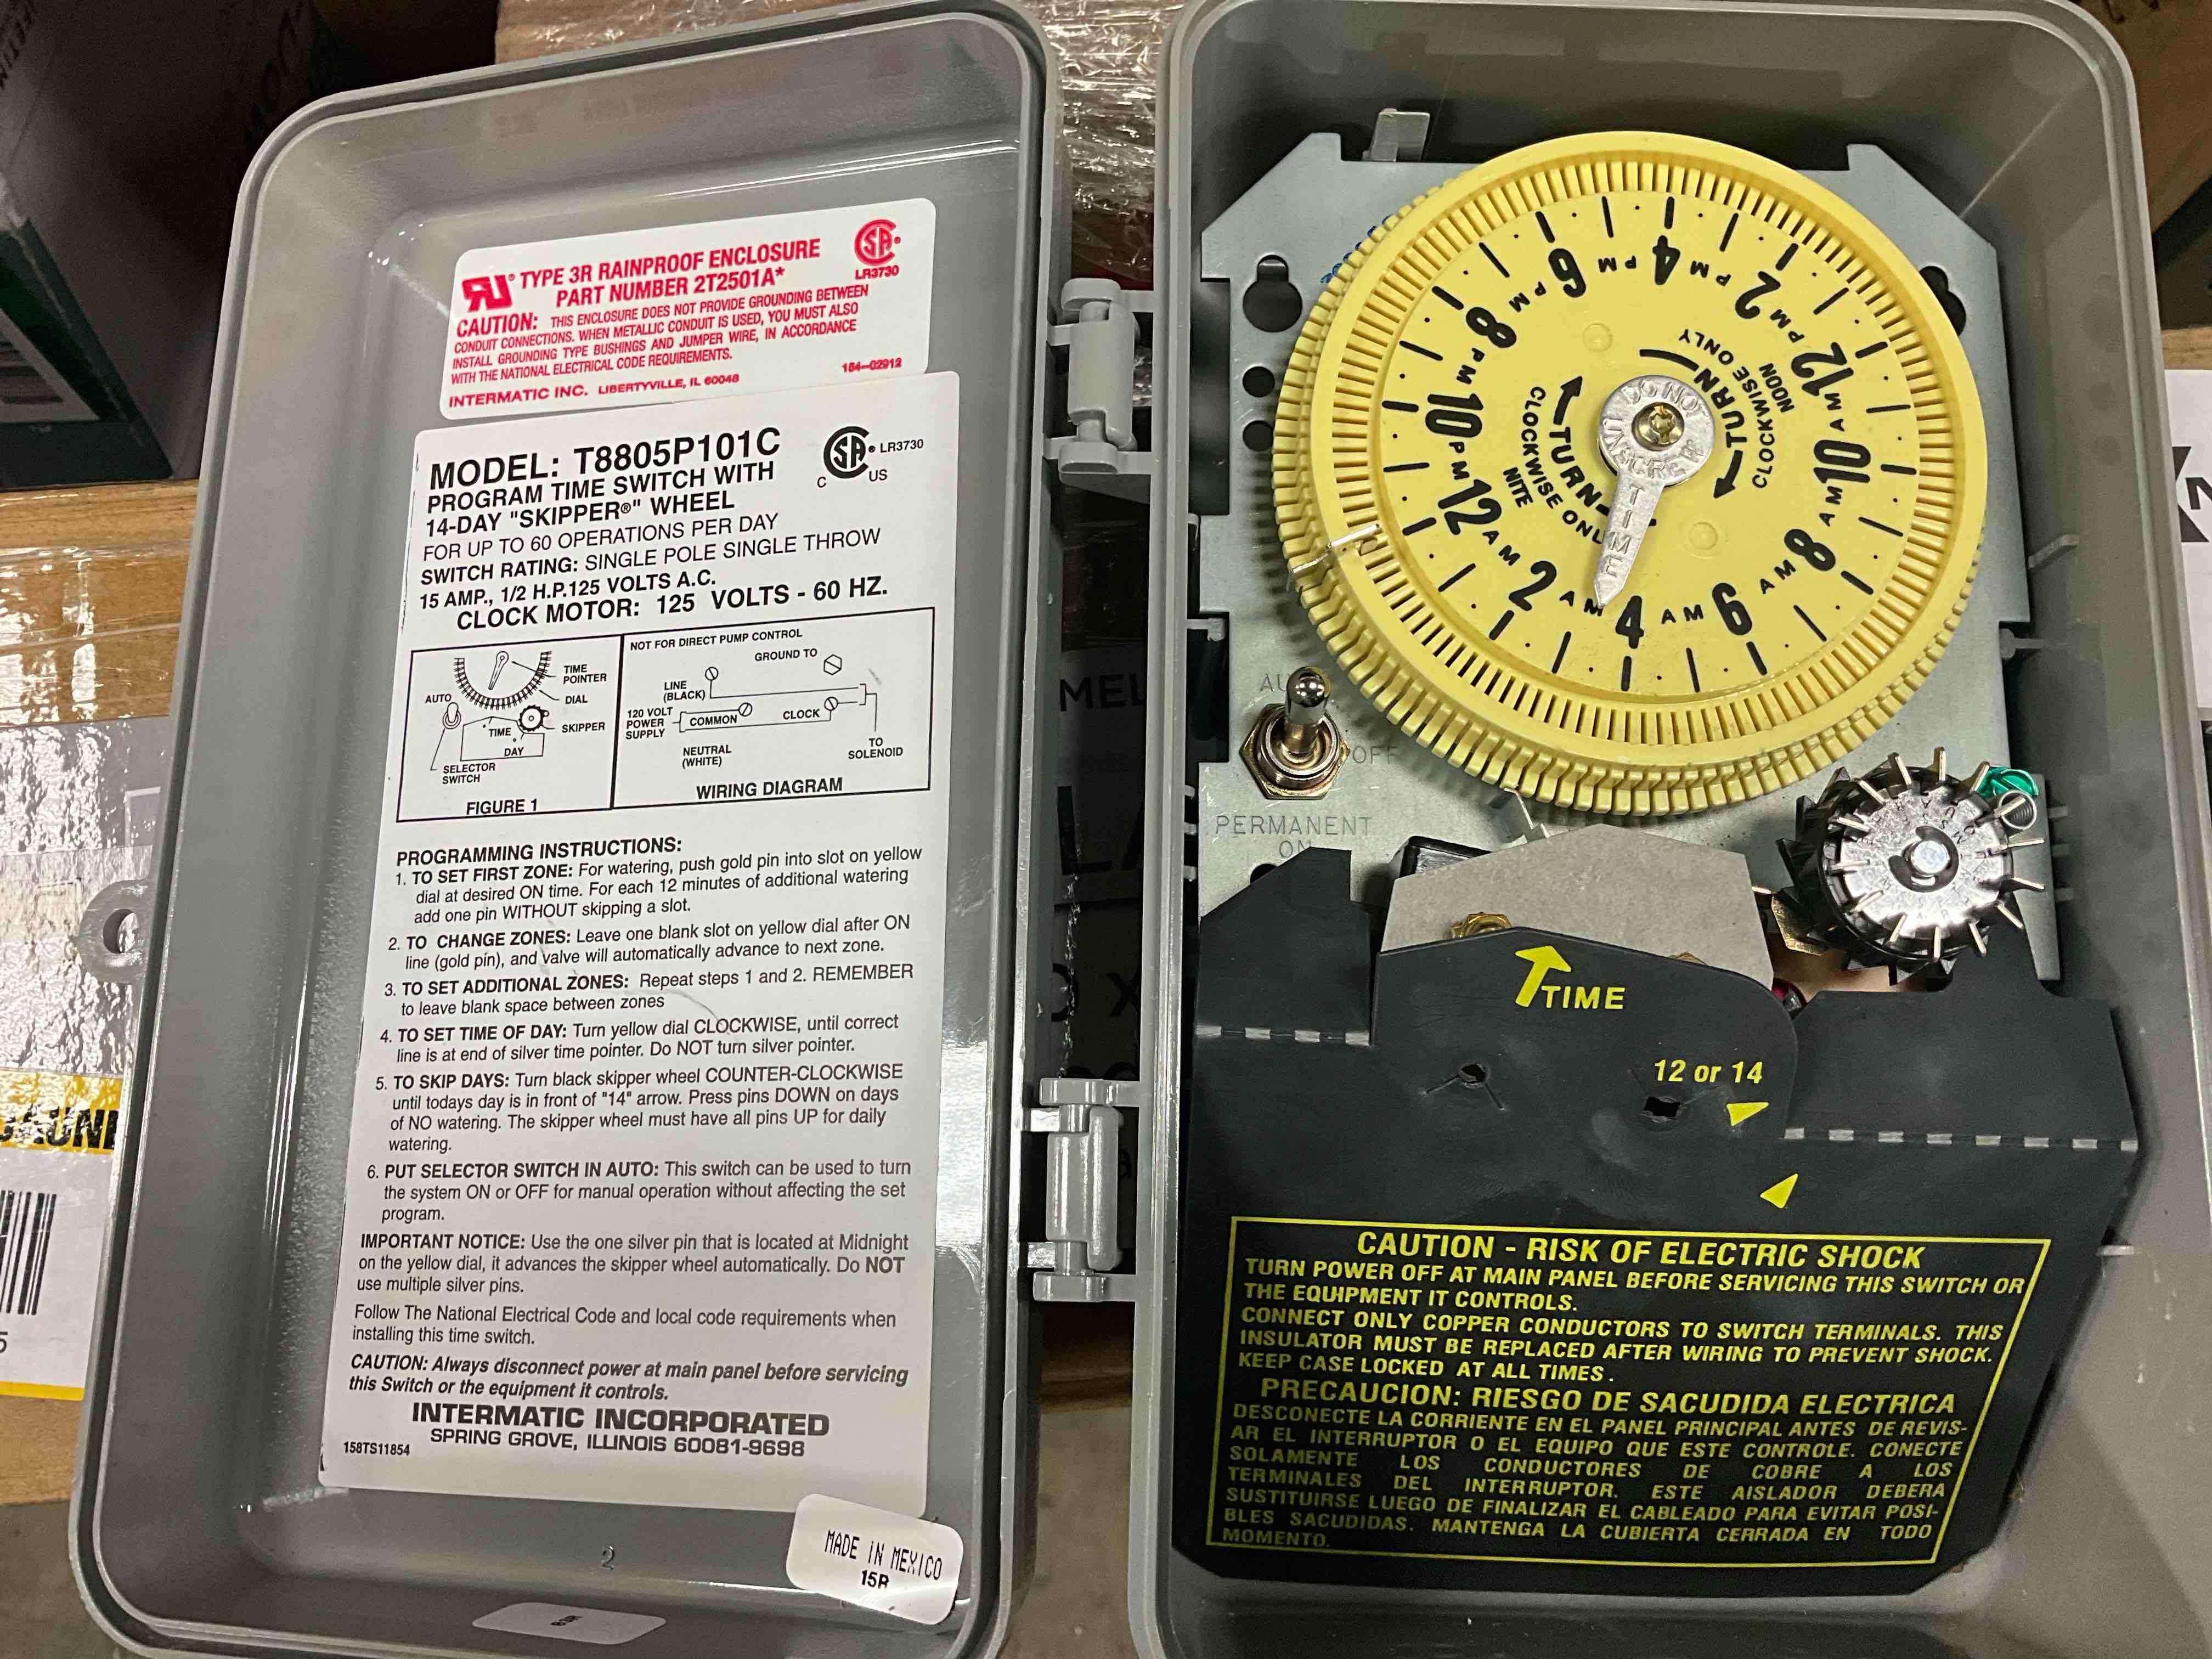 TYPE 3R RAINPROOF ENCLOSURE
PART NUMBER 2T2501A*
CAUTION: THIS ENCLOSURE DOES NOT PROVIDE GROUNDING BETWEEN
CONDUIT CONNECTIONS. WHEN METALLIC CONDUIT IS USED, YOU MUST ALSO
INSTALL GROUNDING TYPE BUSHINGS AND JUMPER WIRE, IN ACCORDANCE
WITH THE NATIONAL ELECTRICAL CODE REQUIREMENTS.
INTERMATIC INC. LIBERTYVILLE, IL 60048
164--02912
SA
LR3730
MODEL: T8805P101C
PROGRAM TIME SWITCH WITH
14-DAY "SKIPPER®" WHEEL
FOR UP TO 60 OPERATIONS PER DAY
SWITCH RATING: SINGLE POLE SINGLE THROW
15 AMP., 1/2 H.P.125 VOLTS A.C.
CLOCK MOTOR: 125 VOLTS - 60 HZ.
SA LR3730
C US
TIME
POINTER
DIAL
AUTO
SKIPPER
TIME
DAY
SELECTOR
SWITCH
FIGURE 1
NOT FOR DIRECT PUMP CONTROL
GROUND TO
LINE
(BLACK)
120 VOLT
POWER
SUPPLY
COMMON
CLOCK
NEUTRAL
(WHITE)
TO
SOLENOID
WIRING DIAGRAM
PROGRAMMING INSTRUCTIONS:
1. TO SET FIRST ZONE: For watering, push gold pin into slot on yellow
dial at desired ON time. For each 12 minutes of additional watering
add one pin WITHOUT skipping a slot.
2. TO CHANGE ZONES: Leave one blank slot on yellow dial after ON
line (gold pin), and valve will automatically advance to next zone.
3. TO SET ADDITIONAL ZONES: Repeat steps 1 and 2. REMEMBER
to leave blank space between zones
4. TO SET TIME OF DAY: Turn yellow dial CLOCKWISE, until correct
line is at end of silver time pointer. Do NOT turn silver pointer.
5. TO SKIP DAYS: Turn black skipper wheel COUNTER-CLOCKWISE
until todays day is in front of "14" arrow. Press pins DOWN on days
of NO watering. The skipper wheel must have all pins UP for daily
watering.
6. PUT SELECTOR SWITCH IN AUTO: This switch can be used to turn
the system ON or OFF for manual operation without affecting the set
program.
IMPORTANT NOTICE: Use the one silver pin that is located at Midnight
on the yellow dial, it advances the skipper wheel automatically. Do NOT
use multiple silver pins.
Follow The National Electrical Code and local code requirements when
installing this time switch.
CAUTION: Always disconnect power at main panel before servicing
this Switch or the equipment it controls.
INTERMATIC INCORPORATED
SPRING GROVE, ILLINOIS 60081-9698
158TS11854
MADE IN MEXICO
15R
2
2 PM
4 PM
6 PM
8 PM
10 PM
12 AM
2 AM
4 AM
6 AM
8 AM
10 AM
12 PM
NOON
NITE
TURN
CLOCKWISE ONLY
TURN
CLOCKWISE ONLY
DO NOT
UNSCREW
TIME
OFF
PERMANENT
ON
TIME
12 or 14
CAUTION - RISK OF ELECTRIC SHOCK
TURN POWER OFF AT MAIN PANEL BEFORE SERVICING THIS SWITCH OR
THE EQUIPMENT IT CONTROLS.
CONNECT ONLY COPPER CONDUCTORS TO SWITCH TERMINALS. THIS
INSULATOR MUST BE REPLACED AFTER WIRING TO PREVENT SHOCK.
KEEP CASE LOCKED AT ALL TIMES.
PRECAUCION: RIESGO DE SACUDIDA ELECTRICA
DESCONECTE LA CORRIENTE EN EL PANEL PRINCIPAL ANTES DE REVIS-
AR EL INTERRUPTOR O EL EQUIPO QUE ESTE CONTROLE. CONECTE
SOLAMENTE LOS CONDUCTORES DE COBRE A LOS
TERMINALES DEL INTERRUPTOR. ESTE AISLADOR DEBERA
SUSTITUIRSE LUEGO DE FINALIZAR EL CABLEADO PARA EVITAR POSI-
BLES SACUDIDAS. MANTENGA LA CUBIERTA CERRADA EN TODO
MOMENTO.